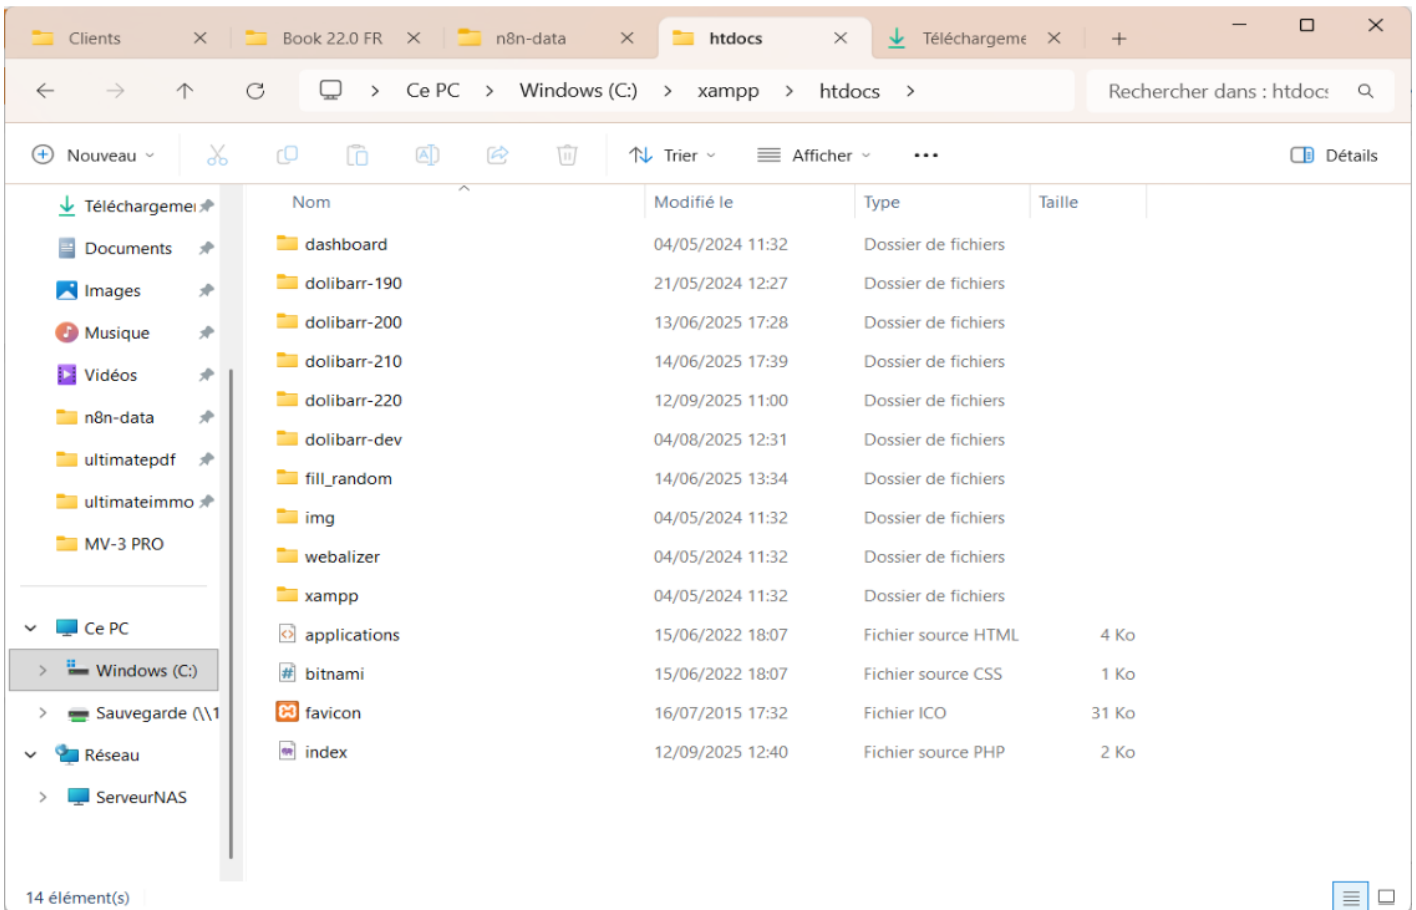 Clients
Book 22.0 FR
n8n-data
htdocs
Téléchargeme
Ce PC > Windows (C:) > xampp > htdocs >
Rechercher dans : htdocs
Nouveau
Trier
Afficher
Détails
Téléchargemei
Documents
Images
Musique
Vidéos
n8n-data
ultimatepdf
ultimateimmo
MV-3 PRO
Ce PC
Windows (C:)
Sauvegarde (\\1
Réseau
ServeurNAS
Nom Modifié le Type Taille
dashboard 04/05/2024 11:32 Dossier de fichiers
dolibarr-190 21/05/2024 12:27 Dossier de fichiers
dolibarr-200 13/06/2025 17:28 Dossier de fichiers
dolibarr-210 14/06/2025 17:39 Dossier de fichiers
dolibarr-220 12/09/2025 11:00 Dossier de fichiers
dolibarr-dev 04/08/2025 12:31 Dossier de fichiers
fill_random 14/06/2025 13:34 Dossier de fichiers
img 04/05/2024 11:32 Dossier de fichiers
webalizer 04/05/2024 11:32 Dossier de fichiers
xampp 04/05/2024 11:32 Dossier de fichiers
applications 15/06/2022 18:07 Fichier source HTML 4 Ko
bitnami 15/06/2022 18:07 Fichier source CSS 1 Ko
favicon 16/07/2015 17:32 Fichier ICO 31 Ko
index 12/09/2025 12:40 Fichier source PHP 2 Ko
14 élément(s)